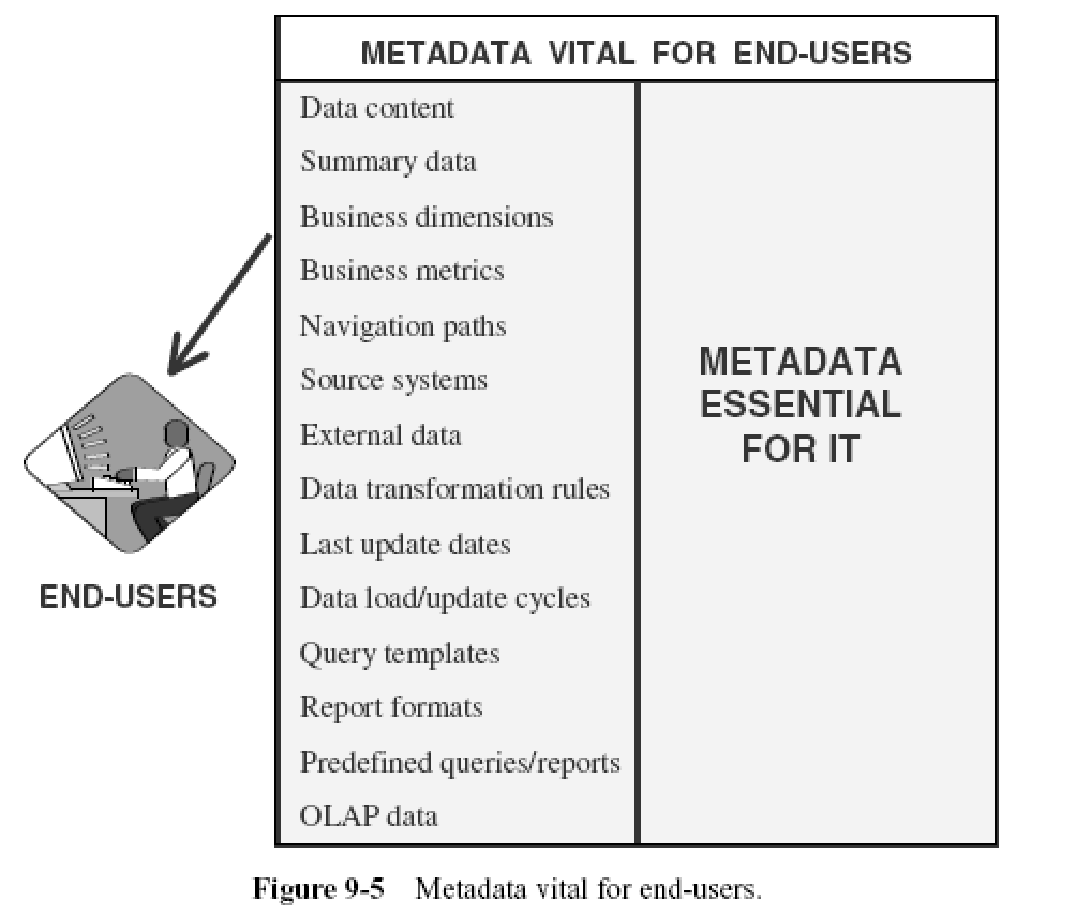 METADATA VITAL FOR END-USERS
Data content
Summary data
Business dimensions
Business metrics
Navigation paths
Source systems
External data
Data transformation rules
Last update dates
Data load/update cycles
Query templates
Report formats
Predefined queries/reports
OLAP data
METADATA
ESSENTIAL
FOR IT
END-USERS
Figure 9-5 Metadata vital for end-users.